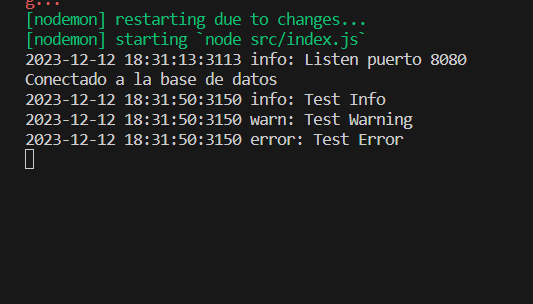 g...
[nodemon] restarting due to changes...
[nodemon] starting `node src/index.js`
2023-12-12 18:31:13:3113 info: Listen puerto 8080
Conectado a la base de datos
2023-12-12 18:31:50:3150 info: Test Info
2023-12-12 18:31:50:3150 warn: Test Warning
2023-12-12 18:31:50:3150 error: Test Error